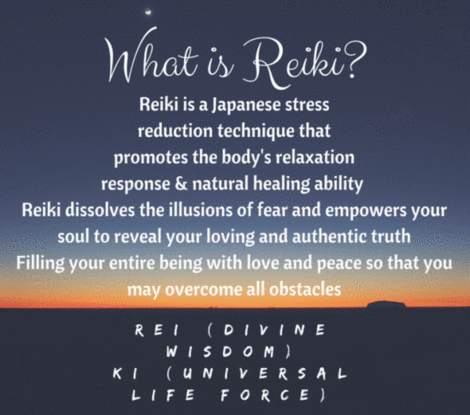 What is Reiki?
Reiki is a Japanese stress
reduction technique that
promotes the body's relaxation
response & natural healing ability
Reiki dissolves the illusions of fear and empowers your
soul to reveal your loving and authentic truth
Filling your entire being with love and peace so that you
may overcome all obstacles
REI (DIVINE
WISDOM)
KI (UNIVERSAL
LIFE FORCE)